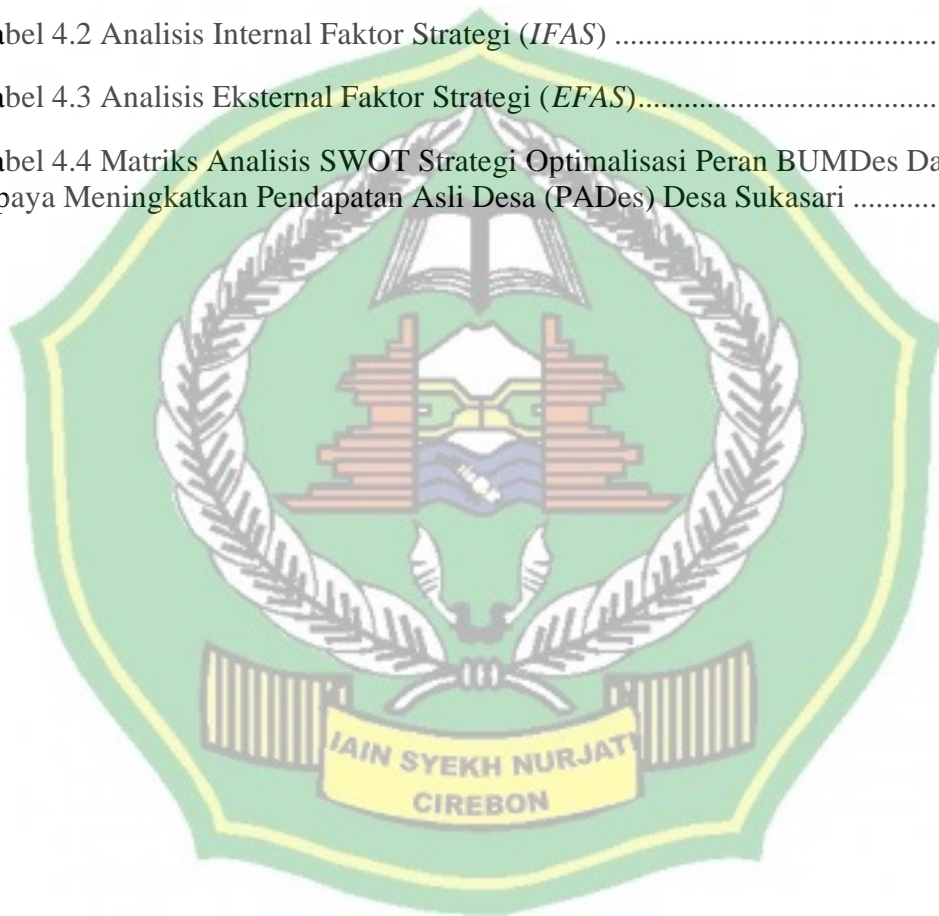 abel 4.2 Analisis Internal Faktor Strategi (IFAS) ....................................
abel 4.3 Analisis Eksternal Faktor Strategi (EFAS).................................
abel 4.4 Matriks Analisis SWOT Strategi Optimalisasi Peran BUMDes Da
paya Meningkatkan Pendapatan Asli Desa (PADes) Desa Sukasari ...........
IAIN SYEKH NURJATI
CIREBON